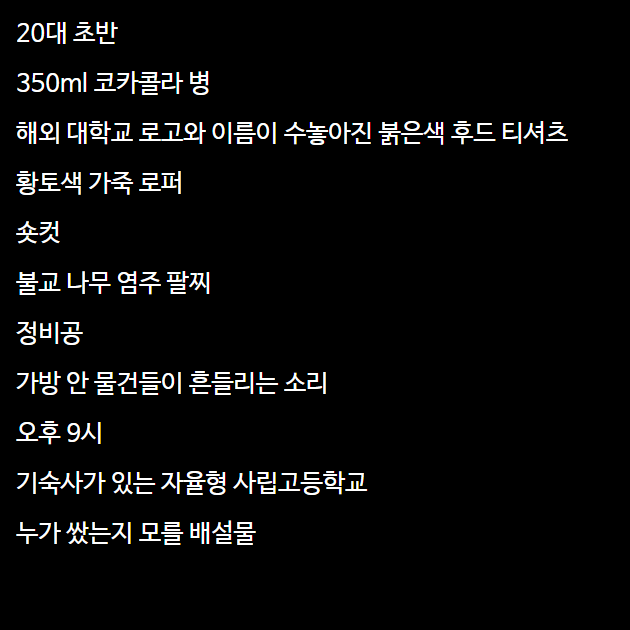 20대 초반
350ml 코카콜라 병
해외 대학교 로고와 이름이 수놓아진 붉은색 후드 티셔츠
황토색 가죽 로퍼
숏컷
불교 나무 염주 팔찌
정비공
가방 안 물건들이 흔들리는 소리
오후 9시
기숙사가 있는 자율형 사립고등학교
누가 쌌는지 모를 배설물